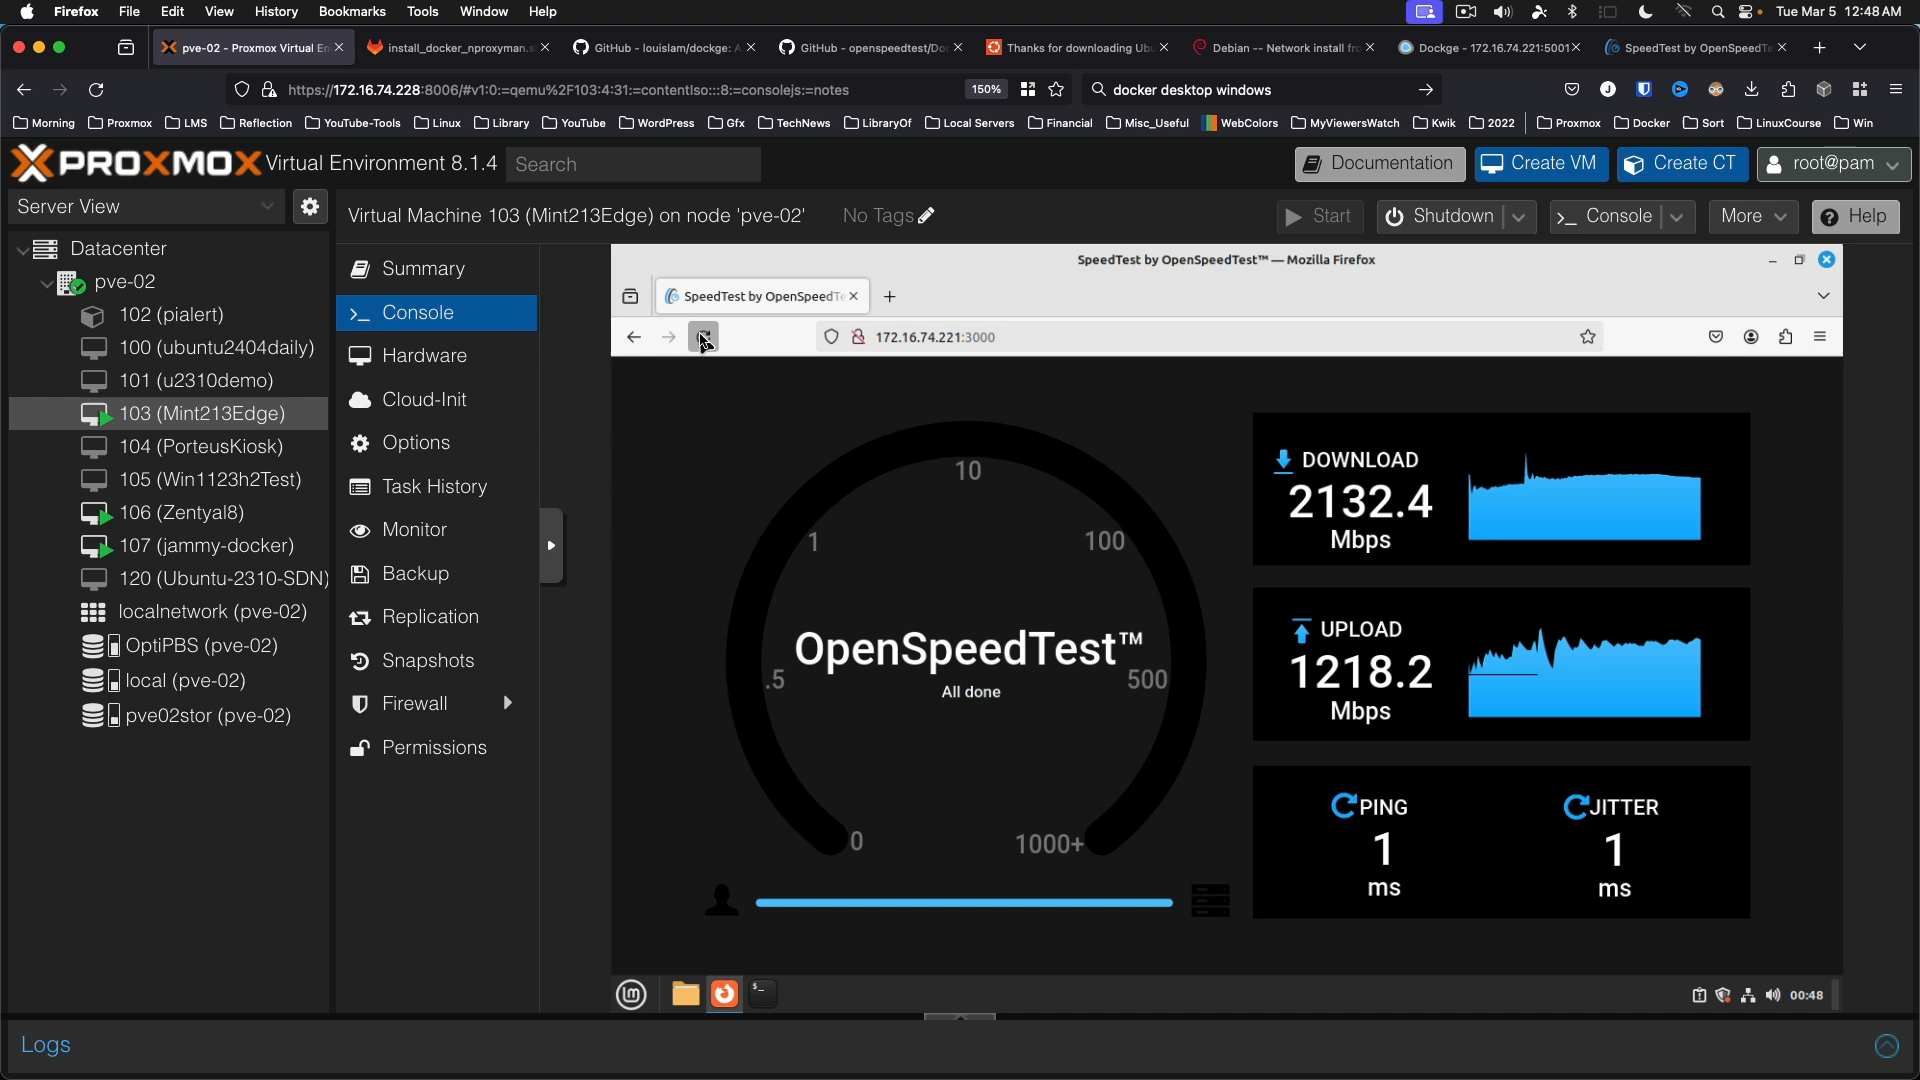 Firefox File Edit View History Bookmarks Tools Window Help
Tue Mar 5 12:48 AM
pve-02 - Proxmox Virtual En
install_docker_nproxyman.s
GitHub - louislam/dockge: A
GitHub - openspeedtest/Doc
Thanks for downloading Ubu
Debian -- Network install fro
Dockge - 172.16.74.221:5001
SpeedTest by OpenSpeedTe
https://172.16.74.228:8006/#v1:0:=qemu%2F103:4:31:=contentIso:::8:=consolejs:=notes
150%
docker desktop windows
Morning Proxmox LMS Reflection YouTube-Tools Linux Library YouTube WordPress Gfx TechNews LibraryOf Local Servers Financial Misc_Useful WebColors MyViewersWatch Kwik 2022 Proxmox Docker Sort LinuxCourse Win
PROXMOX Virtual Environment 8.1.4 Search
Documentation Create VM Create CT root@pam
Server View
Virtual Machine 103 (Mint213Edge) on node 'pve-02' No Tags
Start Shutdown Console More Help
Datacenter
pve-02
102 (pialert)
100 (ubuntu2404daily)
101 (u2310demo)
103 (Mint213Edge)
104 (PorteusKiosk)
105 (Win1123h2Test)
106 (Zentyal8)
107 (jammy-docker)
120 (Ubuntu-2310-SDN)
localnetwork (pve-02)
OptiPBS (pve-02)
local (pve-02)
pve02stor (pve-02)
Summary
Console
Hardware
Cloud-Init
Options
Task History
Monitor
Backup
Replication
Snapshots
Firewall
Permissions
SpeedTest by OpenSpeedTest™ — Mozilla Firefox
SpeedTest by OpenSpeedTe
172.16.74.221:3000
10
1
100
OpenSpeedTest™
.5
500
All done
0
1000+
DOWNLOAD
2132.4
Mbps
UPLOAD
1218.2
Mbps
PING
1
ms
JITTER
1
ms
00:48
Logs